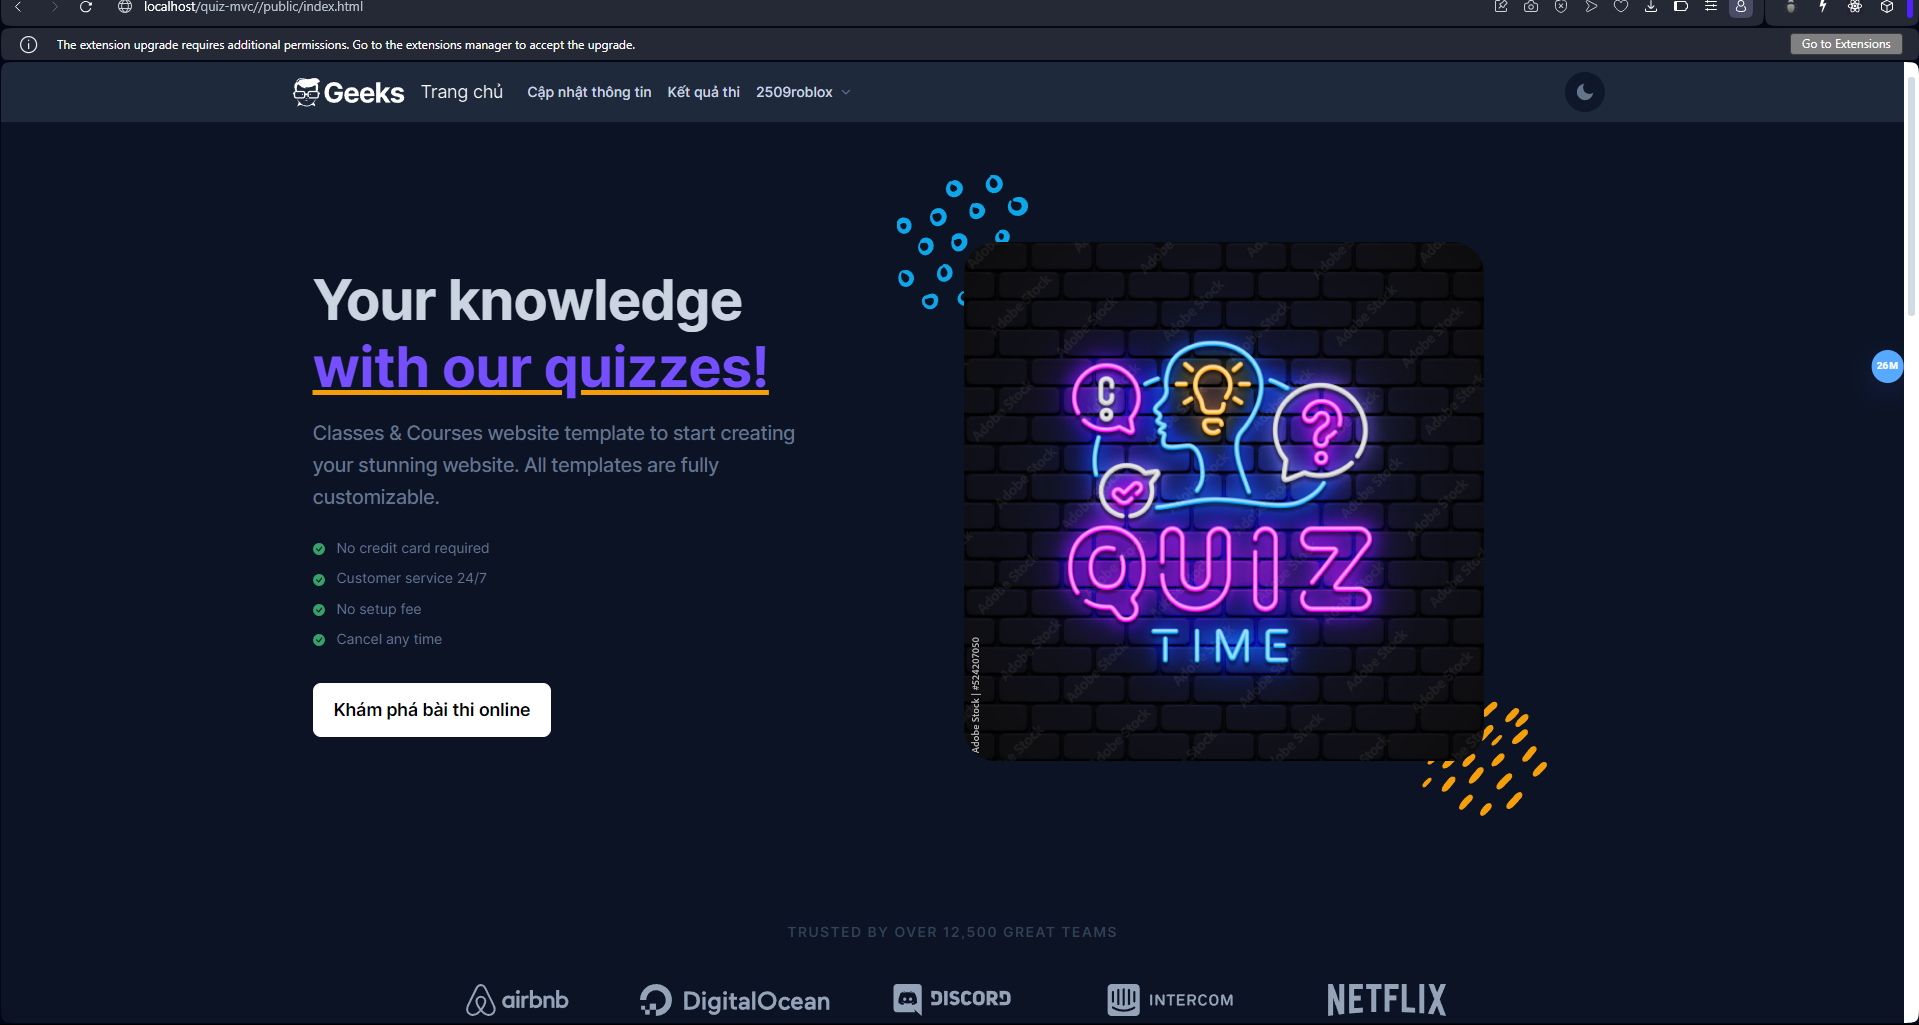 localhost/quiz-mvc//public/index.html
The extension upgrade requires additional permissions. Go to the extensions manager to accept the upgrade.
Go to Extensions
Geeks
Trang chủ
Cập nhật thông tin
Kết quả thi
2509roblox
Your knowledge
with our quizzes!
Classes & Courses website template to start creating
your stunning website. All templates are fully
customizable.
No credit card required
Customer service 24/7
No setup fee
Cancel any time
Khám phá bài thi online
QUIZ
TIME
Adobe Stock | #524207050
26M
TRUSTED BY OVER 12,500 GREAT TEAMS
airbnb
DigitalOcean
DISCORD
INTERCOM
NETFLIX